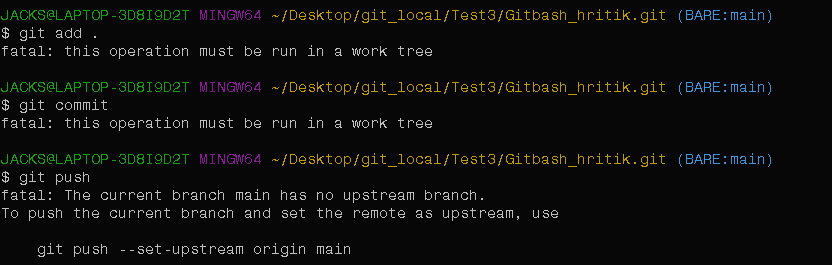 JACKS@LAPTOP-3D8I9D2T MINGW64 ~/Desktop/git_local/Test3/Gitbash_hritik.git (BARE:main)
$ git add .
fatal: this operation must be run in a work tree
JACKS@LAPTOP-3D8I9D2T MINGW64 ~/Desktop/git_local/Test3/Gitbash_hritik.git (BARE:main)
$ git commit
fatal: this operation must be run in a work tree
JACKS@LAPTOP-3D8I9D2T MINGW64 ~/Desktop/git_local/Test3/Gitbash_hritik.git (BARE:main)
$ git push
fatal: The current branch main has no upstream branch.
To push the current branch and set the remote as upstream, use
git push --set-upstream origin main